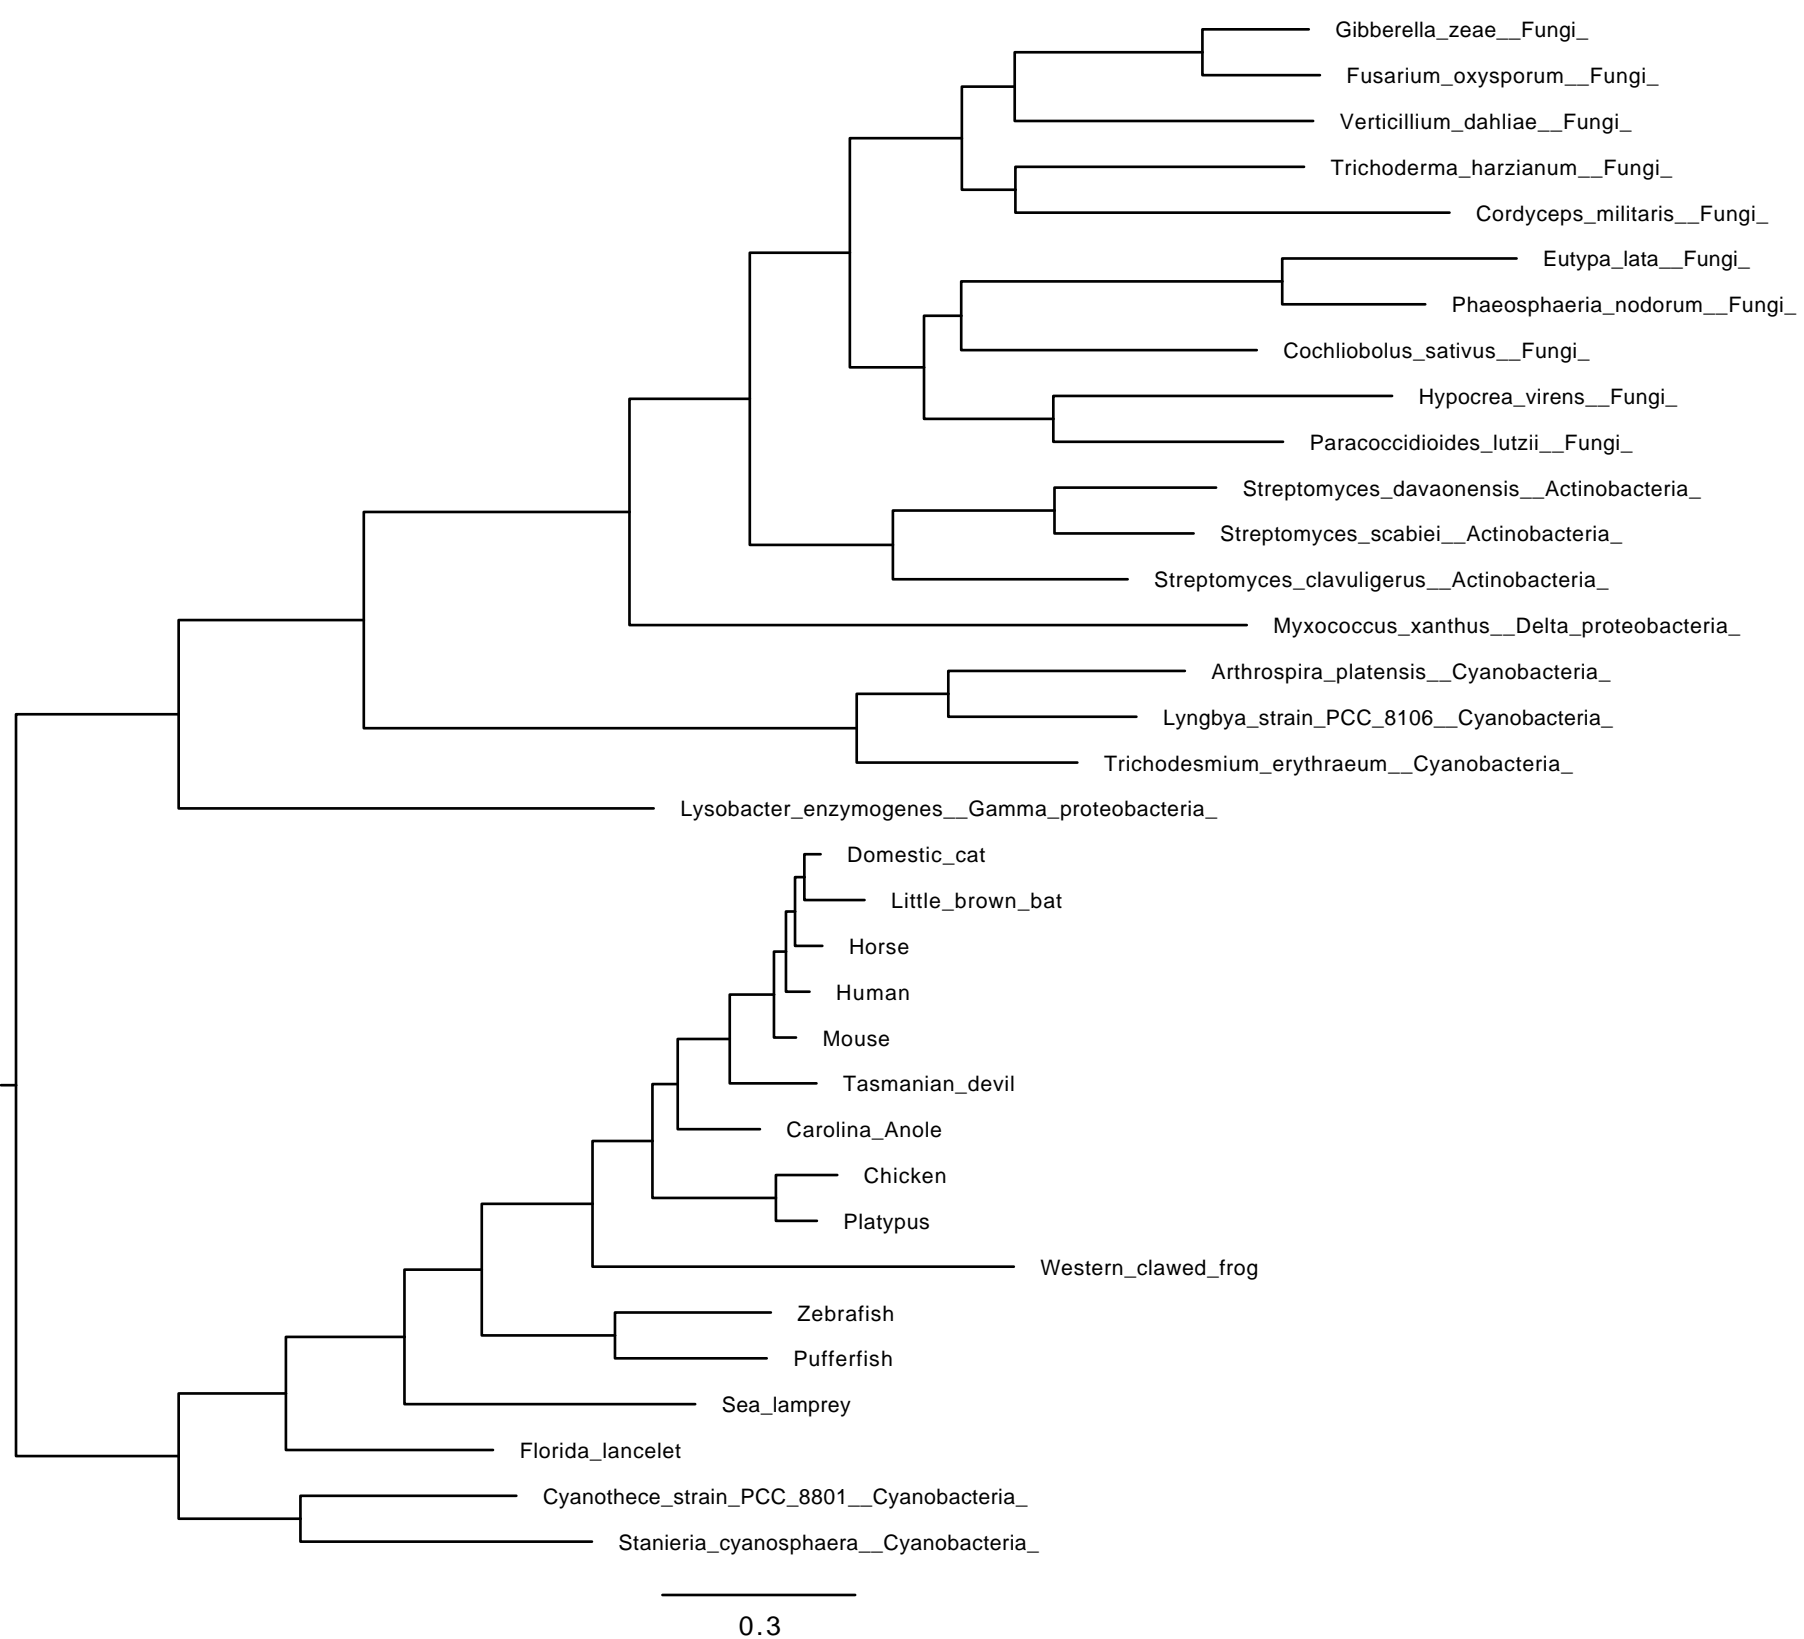 Gibberella_zeae__Fungi_
Fusarium_oxysporum__Fungi_
Verticillium_dahliae__Fungi_
Trichoderma_harzianum__Fungi_
Cordyceps_militaris__Fungi_
Eutypa_lata__Fungi_
Phaeosphaeria_nodorum__Fungi_
Cochliobolus_sativus__Fungi_
Hypocrea_virens__Fungi_
Paracoccidioides_lutzii__Fungi_
Streptomyces_davaonensis__Actinobacteria_
Streptomyces_scabiei__Actinobacteria_
Streptomyces_clavuligerus__Actinobacteria_
Myxococcus_xanthus__Delta_proteobacteria_
Arthrospira_platensis__Cyanobacteria_
Lyngbya_strain_PCC_8106__Cyanobacteria_
Trichodesmium_erythraeum__Cyanobacteria_
Lysobacter_enzymogenes__Gamma_proteobacteria_
Domestic_cat
Little_brown_bat
Horse
Human
Mouse
Tasmanian_devil
Carolina_Anole
Chicken
Platypus
Western_clawed_frog
Zebrafish
Pufferfish
Sea_lamprey
Florida_lancelet
Cyanothece_strain_PCC_8801__Cyanobacteria_
Stanieria_cyanosphaera__Cyanobacteria_
0.3